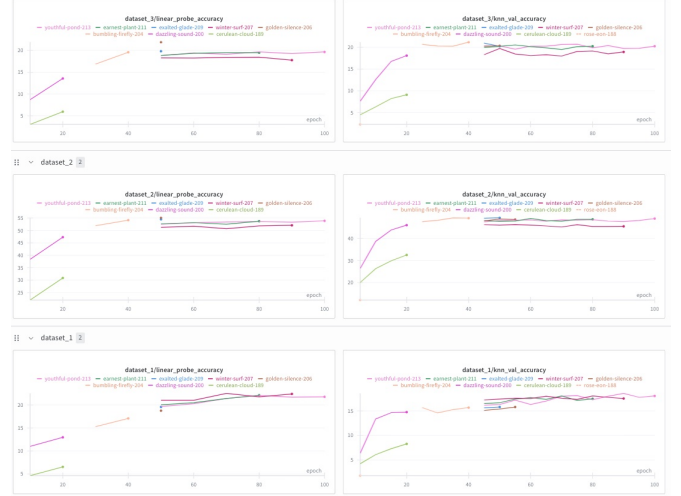 dataset_3/linear_probe_accuracy
youthful-pond-213 earnest-plant-211 exalted-glade-209 winter-surf-207 golden-silence-206
bumbling-firefly-204 dazzling-sound-200 cerulean-cloud-189
20
15
10
5
epoch
20 40 60 80 100
dataset_3/knn_val_accuracy
youthful-pond-213 earnest-plant-211 exalted-glade-209 winter-surf-207 golden-silence-206
bumbling-firefly-204 dazzling-sound-200 cerulean-cloud-189 rose-eon-188
20
15
10
5
epoch
20 40 60 80 100
dataset_2 2
dataset_2/linear_probe_accuracy
youthful-pond-213 earnest-plant-211 exalted-glade-209 winter-surf-207 golden-silence-206
bumbling-firefly-204 dazzling-sound-200 cerulean-cloud-189
55
50
45
40
35
30
25
epoch
20 40 60 80 100
dataset_2/knn_val_accuracy
youthful-pond-213 earnest-plant-211 exalted-glade-209 winter-surf-207 golden-silence-206
bumbling-firefly-204 dazzling-sound-200 cerulean-cloud-189 rose-eon-188
40
30
20
epoch
20 40 60 80 100
dataset_1 2
dataset_1/linear_probe_accuracy
youthful-pond-213 earnest-plant-211 exalted-glade-209 winter-surf-207 golden-silence-206
bumbling-firefly-204 dazzling-sound-200 cerulean-cloud-189
20
15
10
5
epoch
20 40 60 80 100
dataset_1/knn_val_accuracy
youthful-pond-213 earnest-plant-211 exalted-glade-209 winter-surf-207 golden-silence-206
bumbling-firefly-204 dazzling-sound-200 cerulean-cloud-189 rose-eon-188
15
10
5
epoch
20 40 60 80 100